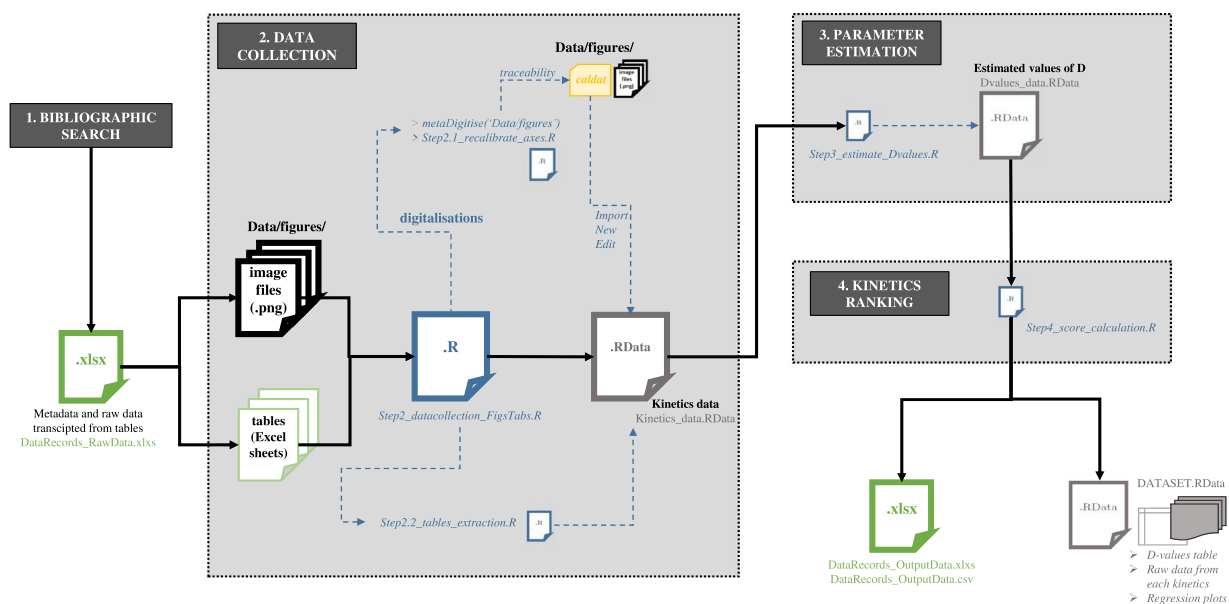 1. BIBLIOGRAPHIC
SEARCH
.xlsx
Metadata and raw data
transcipted from tables
DataRecords_RawData.xlxs
2. DATA
COLLECTION
Data/figures/
image
files
(.png)
tables
(Excel
sheets)
digitalisations
.R
Step2_datacollection_FigsTabs.R
> metaDigitise('Data/figures')
> Step2.1_recalibrate_axes.R
.R
traceability
Data/figures/
caldat
image
files
(.png)
Import
New
Edit
.RData
Kinetics data
Kinetics_data.RData
Step2.2_tables_extraction.R
.R
3. PARAMETER
ESTIMATION
.R
Step3_estimate_Dvalues.R
Estimated values of D
Dvalues_data.RData
.RData
4. KINETICS
RANKING
.R
Step4_score_calculation.R
.xlsx
DataRecords_OutputData.xlxs
DataRecords_OutputData.csv
.RData
DATASET.RData
➢ D-values table
➢ Raw data from
each kinetics
➢ Regression plots